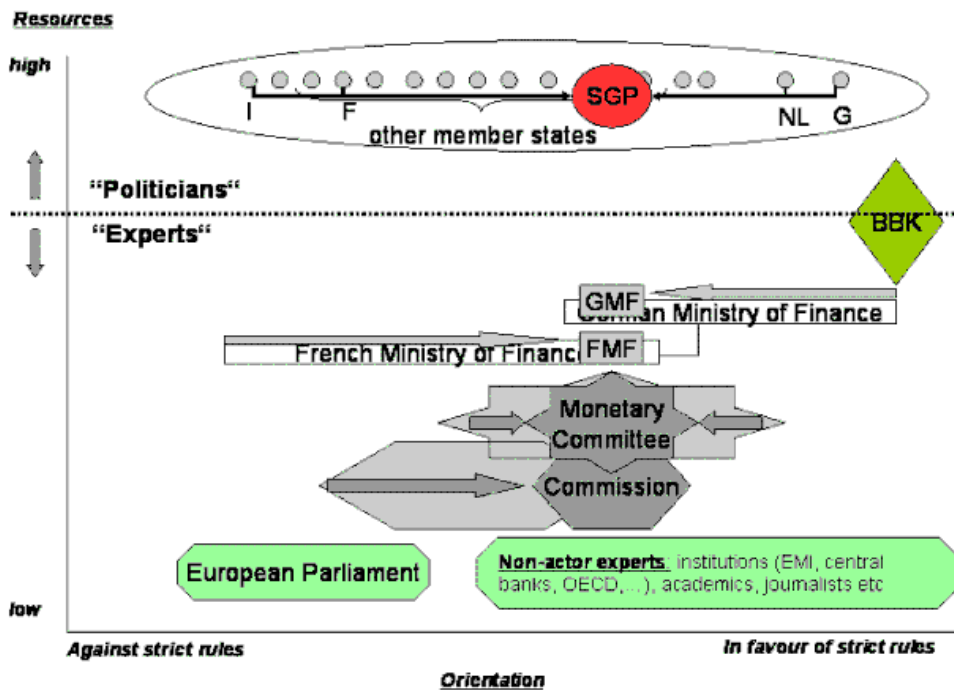 Resources
high
SGP
I
F
NL
G
other member states
“Politicians“
“Experts“
BBK
GMF
German Ministry of Finance
FMF
French Ministry of Finance
Monetary
Committee
Commission
European Parliament
Non-actor experts: institutions (EMI, central
banks, OECD,...), academics, journalists etc
low
Against strict rules
In favour of strict rules
Orientation